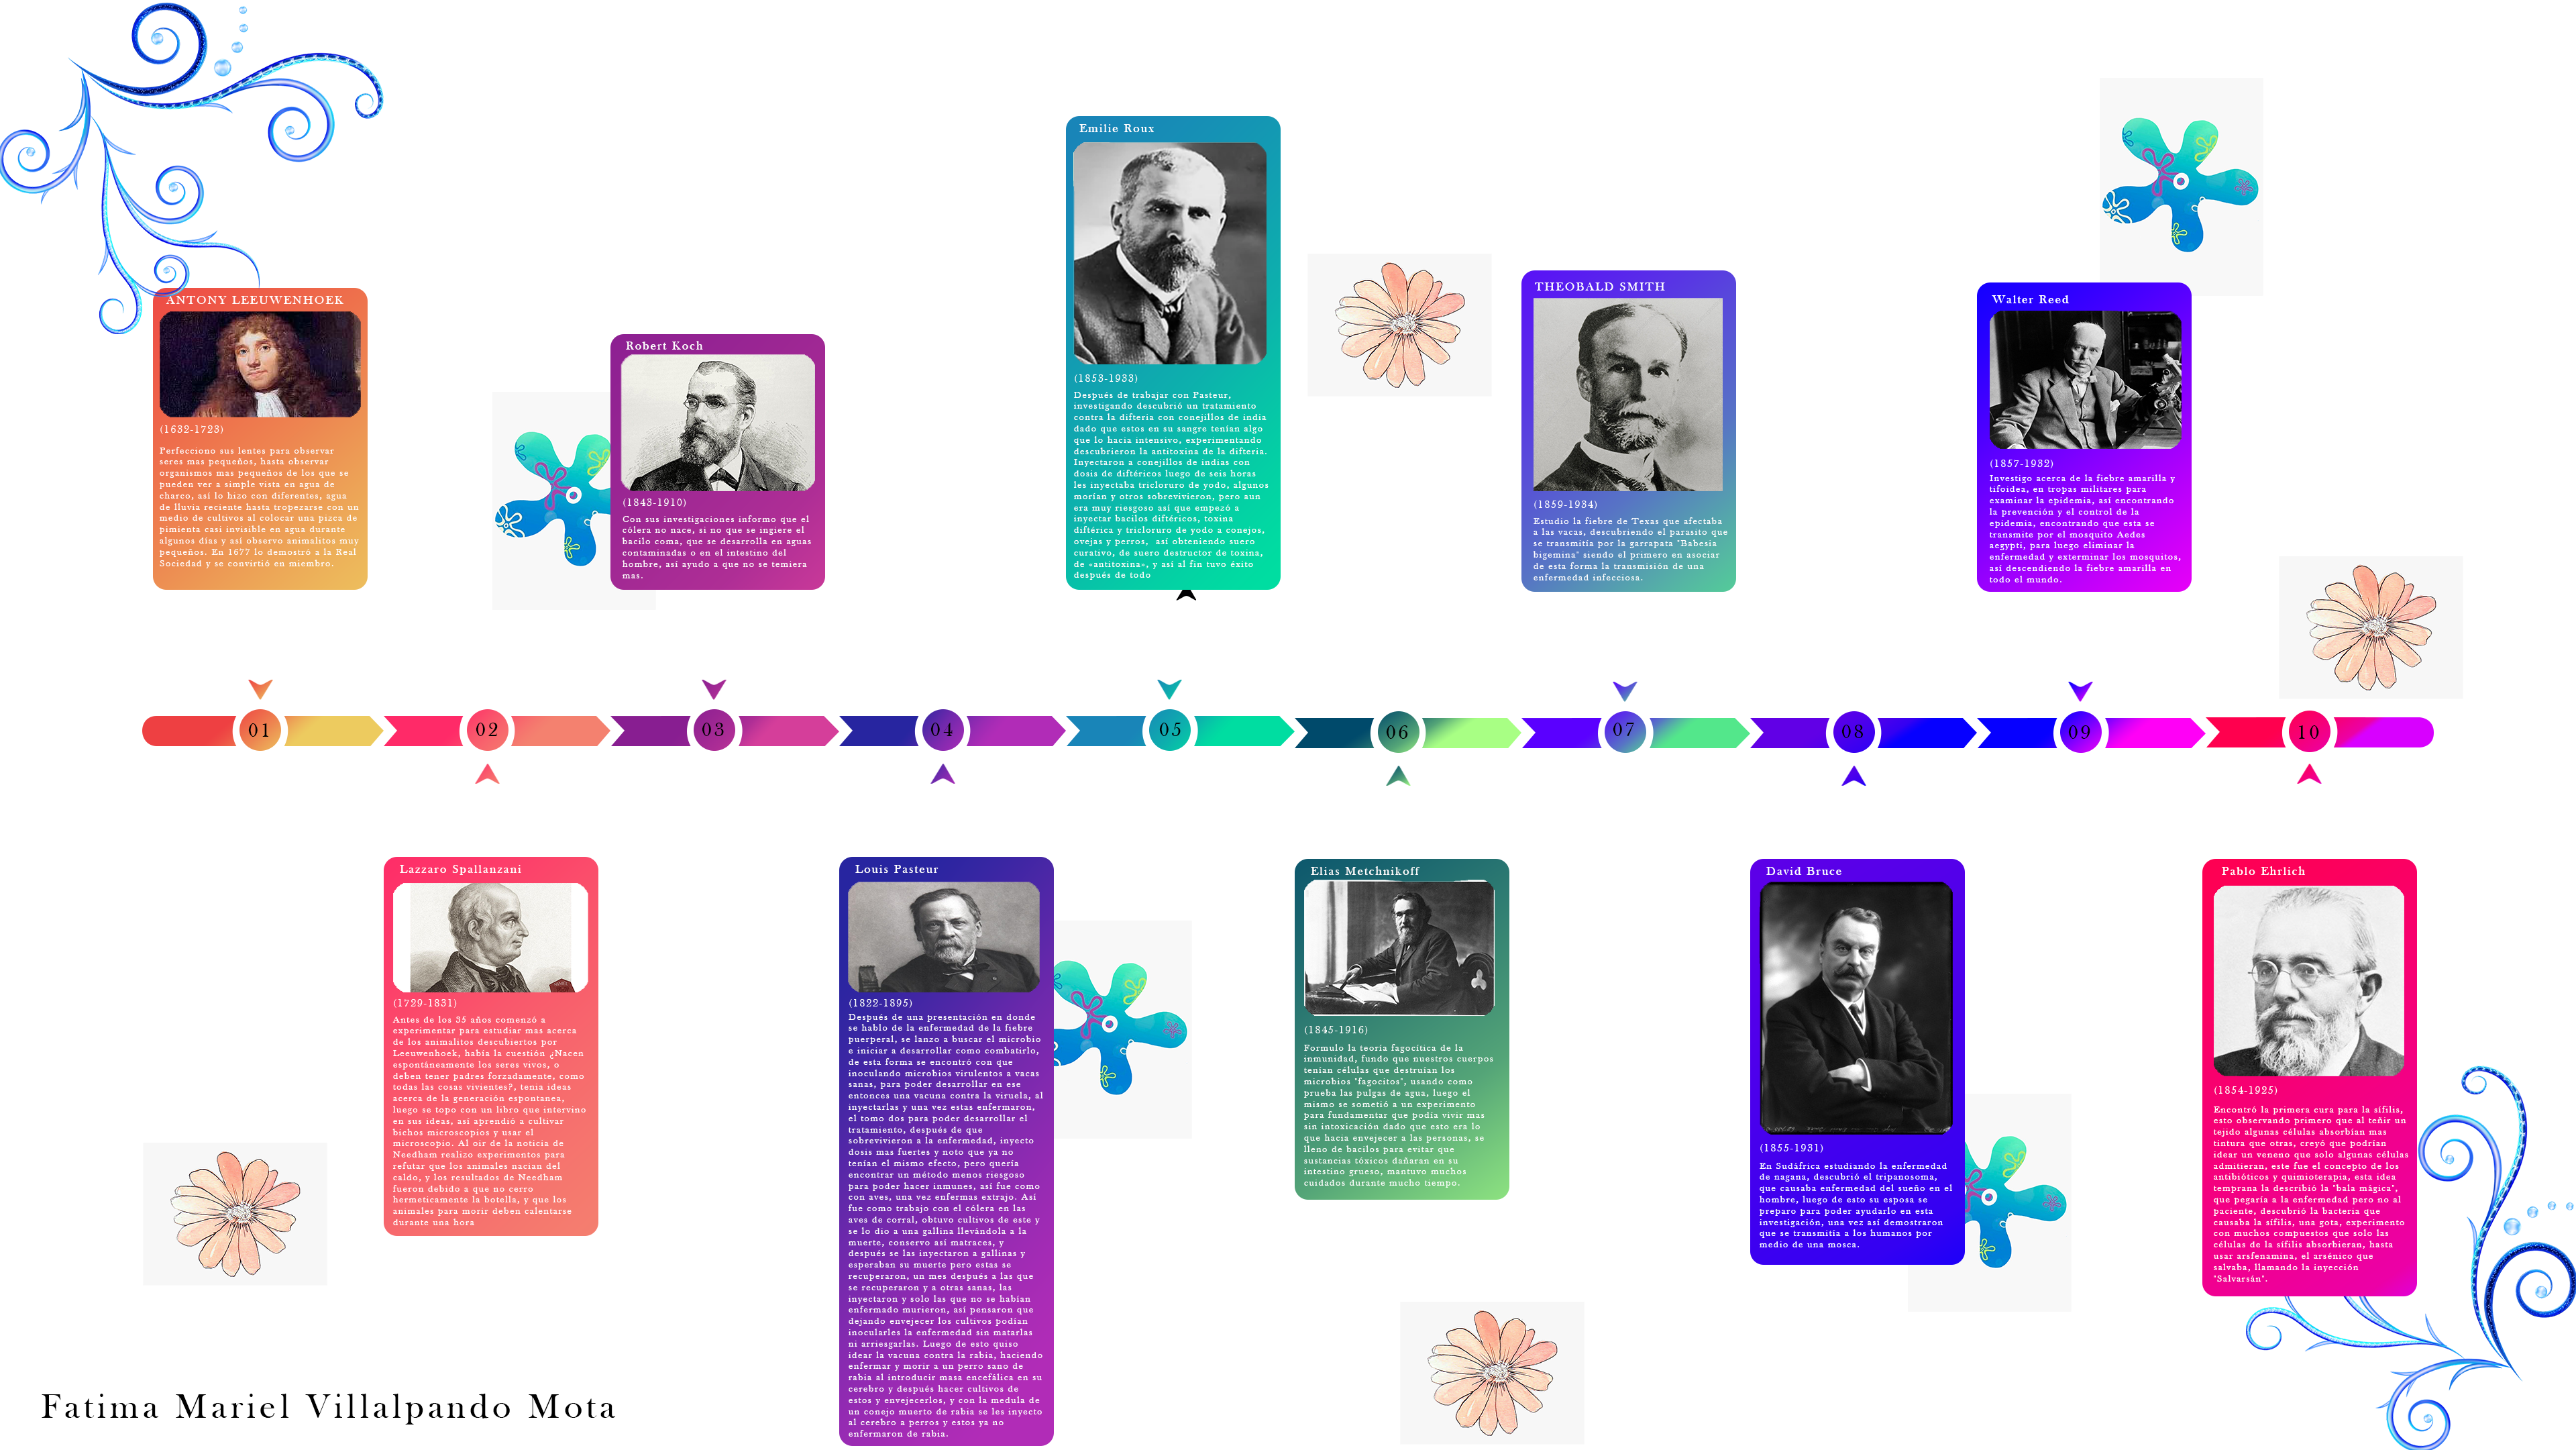 ANTONY LEEUWENHOEK
(1632-1723)
Perfecciono sus lentes para observar
seres mas pequeños, hasta observar
organismos mas pequeños de los que se
pueden ver a simple vista en agua de
charco, así lo hizo con diferentes, agua
de lluvia reciente hasta tropezarse con un
medio de cultivos al colocar una pizca de
pimienta casi invisible en agua durante
algunos días y así observo animalitos muy
pequeños. En 1677 lo demostró a la Real
Sociedad y se convirtió en miembro.
Robert Koch
(1843-1910)
Con sus investigaciones informo que el
cólera no nace, si no que se ingiere el
bacilo coma, que se desarrolla en aguas
contaminadas o en el intestino del
hombre, así ayudo a que no se temiera
mas.
Emilie Roux
(1853-1933)
Después de trabajar con Pasteur,
investigando descubrió un tratamiento
contra la difteria con conejillos de india
dado que estos en su sangre tenían algo
que lo hacia intensivo, experimentando
descubrieron la antitoxina de la difteria.
Inyectaron a conejillos de indias con
dosis de diftéricos luego de seis horas
les inyectaba tricloruro de yodo, algunos
morían y otros sobrevivieron, pero aun
era muy riesgoso así que empezó a
inyectar bacilos diftéricos, toxina
diftérica y tricloruro de yodo a conejos,
ovejas y perros, así obteniendo suero
curativo, de suero destructor de toxina,
de «antitoxina», y así al fin tuvo éxito
después de todo
THEOBALD SMITH
(1859-1934)
Estudio la fiebre de Texas que afectaba
a las vacas, descubriendo el parasito que
se transmitía por la garrapata "Babesia
bigemina" siendo el primero en asociar
de esta forma la transmisión de una
enfermedad infecciosa.
Walter Reed
(1857-1932)
Investigo acerca de la fiebre amarilla y
tifoidea, en tropas militares para
examinar la epidemia, así encontrando
la prevención y el control de la
epidemia, encontrando que esta se
transmite por el mosquito Aedes
aegypti, para luego eliminar la
enfermedad y exterminar los mosquitos,
así descendiendo la fiebre amarilla en
todo el mundo.
01
02
03
04
05
06
07
08
09
10
Lazzaro Spallanzani
(1729-1831)
Antes de los 35 años comenzó a
experimentar para estudiar mas acerca
de los animalitos descubiertos por
Leeuwenhoek, había la cuestión ¿Nacen
espontáneamente los seres vivos, o
deben tener padres forzadamente, como
todas las cosas vivientes?, tenia ideas
acerca de la generación espontanea,
luego se topo con un libro que intervino
en sus ideas, así aprendió a cultivar
bichos microscopios y usar el
microscopio. Al oir de la noticia de
Needham realizo experimentos para
refutar que los animales nacian del
caldo, y los resultados de Needham
fueron debido a que no cerro
hermeticamente la botella, y que los
animales para morir deben calentarse
durante una hora
Louis Pasteur
(1822-1895)
Después de una presentación en donde
se hablo de la enfermedad de la fiebre
puerperal, se lanzo a buscar el microbio
e iniciar a desarrollar como combatirlo,
de esta forma se encontró con que
inoculando microbios virulentos a vacas
sanas, para poder desarrollar en ese
entonces una vacuna contra la viruela, al
inyectarlas y una vez estas enfermaron,
el tomo dos para poder desarrollar el
tratamiento, después de que
sobrevivieron a la enfermedad, inyecto
dosis mas fuertes y noto que ya no
tenían el mismo efecto, pero quería
encontrar un método menos riesgoso
para poder hacer inmunes, así fue como
con aves, una vez enfermas extrajo. Así
fue como trabajo con el cólera en las
aves de corral, obtuvo cultivos de este y
se lo dio a una gallina llevándola a la
muerte, conservo así matraces, y
después se las inyectaron a gallinas y
esperaban su muerte pero estas se
recuperaron, un mes después a las que
se recuperaron y a otras sanas, las
inyectaron y solo las que no se habían
enfermado murieron, así pensaron que
dejando envejecer los cultivos podían
inocularles la enfermedad sin matarlas
ni arriesgarlas. Luego de esto quiso
idear la vacuna contra la rabia, haciendo
enfermar y morir a un perro sano de
rabia al introducir masa encefálica en su
cerebro y después hacer cultivos de
estos y envejecerlos, y con la medula de
un conejo muerto de rabia se les inyecto
al cerebro a perros y estos ya no
enfermaron de rabia.
Elias Metchnikoff
(1845-1916)
Formulo la teoría fagocítica de la
inmunidad, fundo que nuestros cuerpos
tenían células que destruían los
microbios "fagocitos", usando como
prueba las pulgas de agua, luego el
mismo se sometió a un experimento
para fundamentar que podía vivir mas
sin intoxicación dado que esto era lo
que hacia envejecer a las personas, se
lleno de bacilos para evitar que
sustancias tóxicos dañaran en su
intestino grueso, mantuvo muchos
cuidados durante mucho tiempo.
David Bruce
(1855-1931)
En Sudáfrica estudiando la enfermedad
de nagana, descubrió el tripanosoma,
que causaba enfermedad del sueño en el
hombre, luego de esto su esposa se
preparo para poder ayudarlo en esta
investigación, una vez así demostraron
que se transmitía a los humanos por
medio de una mosca.
Pablo Ehrlich
(1854-1925)
Encontró la primera cura para la sífilis,
esto observando primero que al teñir un
tejido algunas células absorbían mas
tintura que otras, creyó que podrían
idear un veneno que solo algunas células
admitieran, este fue el concepto de los
antibióticos y quimioterapia, esta idea
temprana la describió la "bala mágica",
que pegaría a la enfermedad pero no al
paciente, descubrió la bacteria que
causaba la sífilis, una gota, experimento
con muchos compuestos que solo las
células de la sífilis absorbieran, hasta
usar arsfenamina, el arsénico que
salvaba, llamando la inyección
"Salvarsán".
Fatima Mariel Villalpando Mota